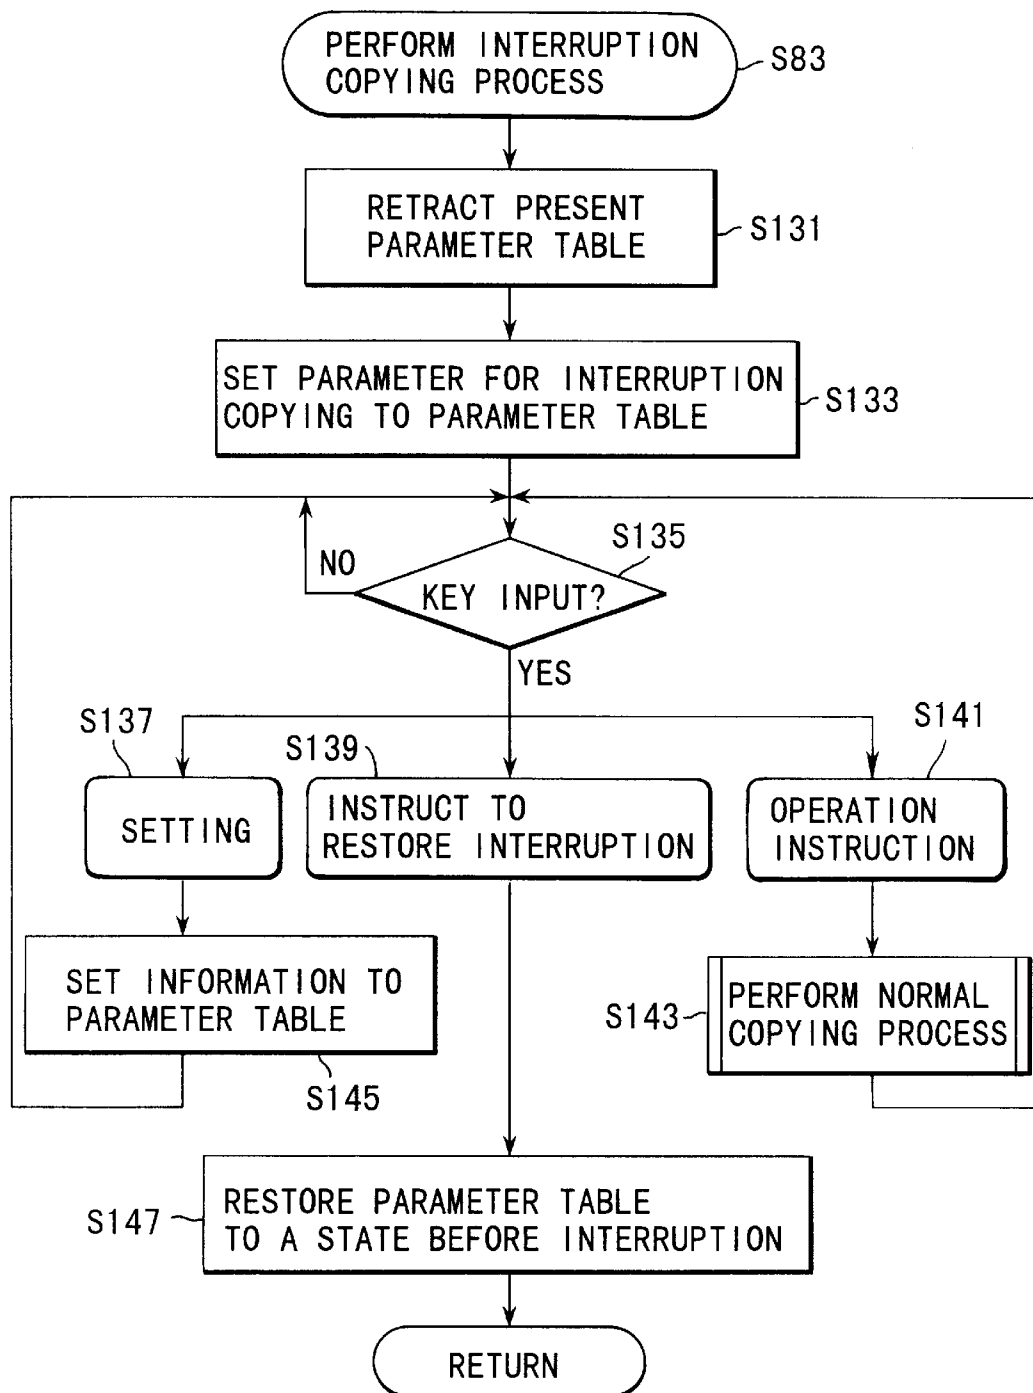 PERFORM INTERRUPTION
COPYING PROCESS
S83
RETRACT PRESENT
PARAMETER TABLE
S131
SET PARAMETER FOR INTERRUPTION
COPYING TO PARAMETER TABLE
S133
S135
NO
KEY INPUT?
YES
S137
SETTING
S139
INSTRUCT TO
RESTORE INTERRUPTION
S141
OPERATION
INSTRUCTION
SET INFORMATION TO
PARAMETER TABLE
S145
S143
PERFORM NORMAL
COPYING PROCESS
S147
RESTORE PARAMETER TABLE
TO A STATE BEFORE INTERRUPTION
RETURN